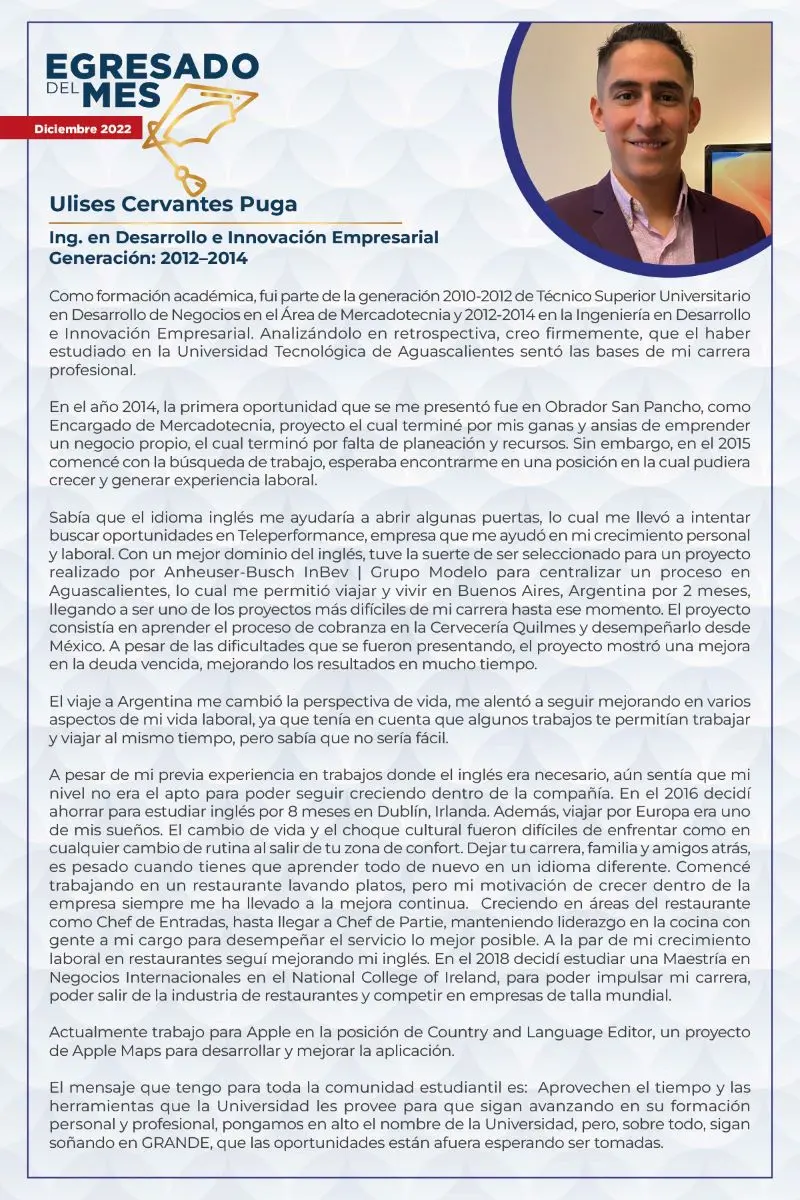 EGRESADO
DEL MES
Diciembre 2022
Ulises Cervantes Puga
Ing. en Desarrollo e Innovación Empresarial
Generación: 2012–2014
Como formación académica, fui parte de la generación 2010-2012 de Técnico Superior Universitario
en Desarrollo de Negocios en el Área de Mercadotecnia y 2012-2014 en la Ingeniería en Desarrollo
e Innovación Empresarial. Analizándolo en retrospectiva, creo firmemente, que el haber
estudiado en la Universidad Tecnológica de Aguascalientes sentó las bases de mi carrera
profesional.
En el año 2014, la primera oportunidad que se me presentó fue en Obrador San Pancho, como
Encargado de Mercadotecnia, proyecto el cual terminé por mis ganas y ansias de emprender
un negocio propio, el cual terminó por falta de planeación y recursos. Sin embargo, en el 2015
comencé con la búsqueda de trabajo, esperaba encontrarme en una posición en la cual pudiera
crecer y generar experiencia laboral.
Sabía que el idioma inglés me ayudaría a abrir algunas puertas, lo cual me llevó a intentar
buscar oportunidades en Teleperformance, empresa que me ayudó en mi crecimiento personal
y laboral. Con un mejor dominio del inglés, tuve la suerte de ser seleccionado para un proyecto
realizado por Anheuser-Busch InBev | Grupo Modelo para centralizar un proceso en
Aguascalientes, lo cual me permitió viajar y vivir en Buenos Aires, Argentina por 2 meses,
llegando a ser uno de los proyectos más difíciles de mi carrera hasta ese momento. El proyecto
consistía en aprender el proceso de cobranza en la Cervecería Quilmes y desempeñarlo desde
México. A pesar de las dificultades que se fueron presentando, el proyecto mostró una mejora
en la deuda vencida, mejorando los resultados en mucho tiempo.
El viaje a Argentina me cambió la perspectiva de vida, me alentó a seguir mejorando en varios
aspectos de mi vida laboral, ya que tenía en cuenta que algunos trabajos te permitían trabajar
y viajar al mismo tiempo, pero sabía que no sería fácil.
A pesar de mi previa experiencia en trabajos donde el inglés era necesario, aún sentía que mi
nivel no era el apto para poder seguir creciendo dentro de la compañía. En el 2016 decidí
ahorrar para estudiar inglés por 8 meses en Dublín, Irlanda. Además, viajar por Europa era uno
de mis sueños. El cambio de vida y el choque cultural fueron difíciles de enfrentar como en
cualquier cambio de rutina al salir de tu zona de confort. Dejar tu carrera, familia y amigos atrás,
es pesado cuando tienes que aprender todo de nuevo en un idioma diferente. Comencé
trabajando en un restaurante lavando platos, pero mi motivación de crecer dentro de la
empresa siempre me ha llevado a la mejora continua. Creciendo en áreas del restaurante
como Chef de Entradas, hasta llegar a Chef de Partie, manteniendo liderazgo en la cocina con
gente a mi cargo para desempeñar el servicio lo mejor posible. A la par de mi crecimiento
laboral en restaurantes seguí mejorando mi inglés. En el 2018 decidí estudiar una Maestría en
Negocios Internacionales en el National College of Ireland, para poder impulsar mi carrera,
poder salir de la industria de restaurantes y competir en empresas de talla mundial.
Actualmente trabajo para Apple en la posición de Country and Language Editor, un proyecto
de Apple Maps para desarrollar y mejorar la aplicación.
El mensaje que tengo para toda la comunidad estudiantil es: Aprovechen el tiempo y las
herramientas que la Universidad les provee para que sigan avanzando en su formación
personal y profesional, pongamos en alto el nombre de la Universidad, pero, sobre todo, sigan
soñando en GRANDE, que las oportunidades están afuera esperando ser tomadas.